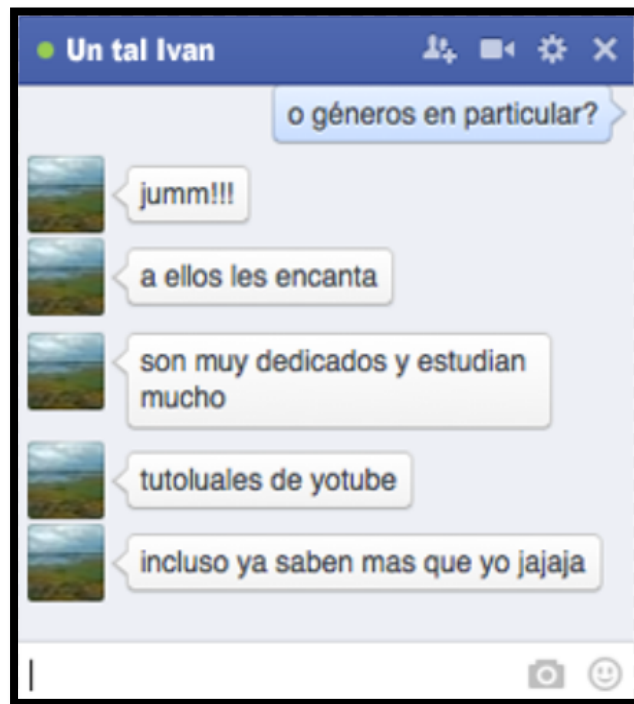 Un tal Ivan
o géneros en particular?
jumm!!!
a ellos les encanta
son muy dedicados y estudian
mucho
tutoluales de yotube
incluso ya saben mas que yo jajaja